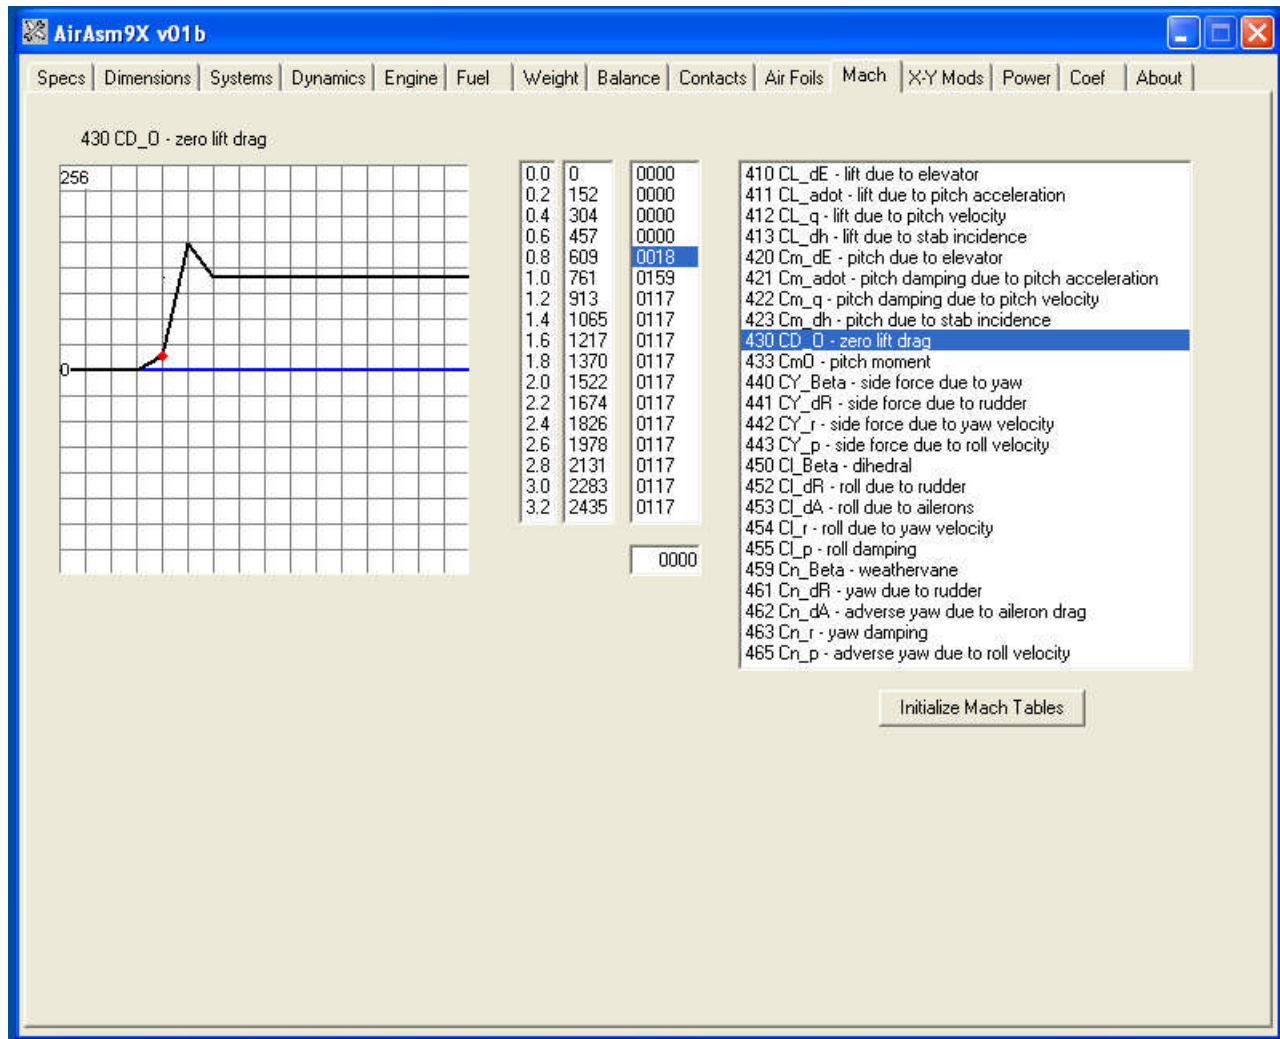 AirAsm9X v01b
Specs Dimensions Systems Dynamics Engine Fuel Weight Balance Contacts Air Foils Mach X-Y Mods Power Coef About
430 CD_O - zero lift drag
256
0
0.0 0 0000
0.2 152 0000
0.4 304 0000
0.6 457 0000
0.8 609 0018
1.0 761 0159
1.2 913 0117
1.4 1065 0117
1.6 1217 0117
1.8 1370 0117
2.0 1522 0117
2.2 1674 0117
2.4 1826 0117
2.6 1978 0117
2.8 2131 0117
3.0 2283 0117
3.2 2435 0117
0000
410 CL_dE - lift due to elevator
411 CL_adot - lift due to pitch acceleration
412 CL_q - lift due to pitch velocity
413 CL_dh - lift due to stab incidence
420 Cm_dE - pitch due to elevator
421 Cm_adot - pitch damping due to pitch acceleration
422 Cm_q - pitch damping due to pitch velocity
423 Cm_dh - pitch due to stab incidence
430 CD_O - zero lift drag
433 Cm0 - pitch moment
440 CY_Beta - side force due to yaw
441 CY_dR - side force due to rudder
442 CY_r - side force due to yaw velocity
443 CY_p - side force due to roll velocity
450 Cl_Beta - dihedral
452 Cl_dR - roll due to rudder
453 Cl_dA - roll due to ailerons
454 Cl_r - roll due to yaw velocity
455 Cl_p - roll damping
459 Cn_Beta - weathervane
461 Cn_dR - yaw due to rudder
462 Cn_dA - adverse yaw due to aileron drag
463 Cn_r - yaw damping
465 Cn_p - adverse yaw due to roll velocity
Initialize Mach Tables